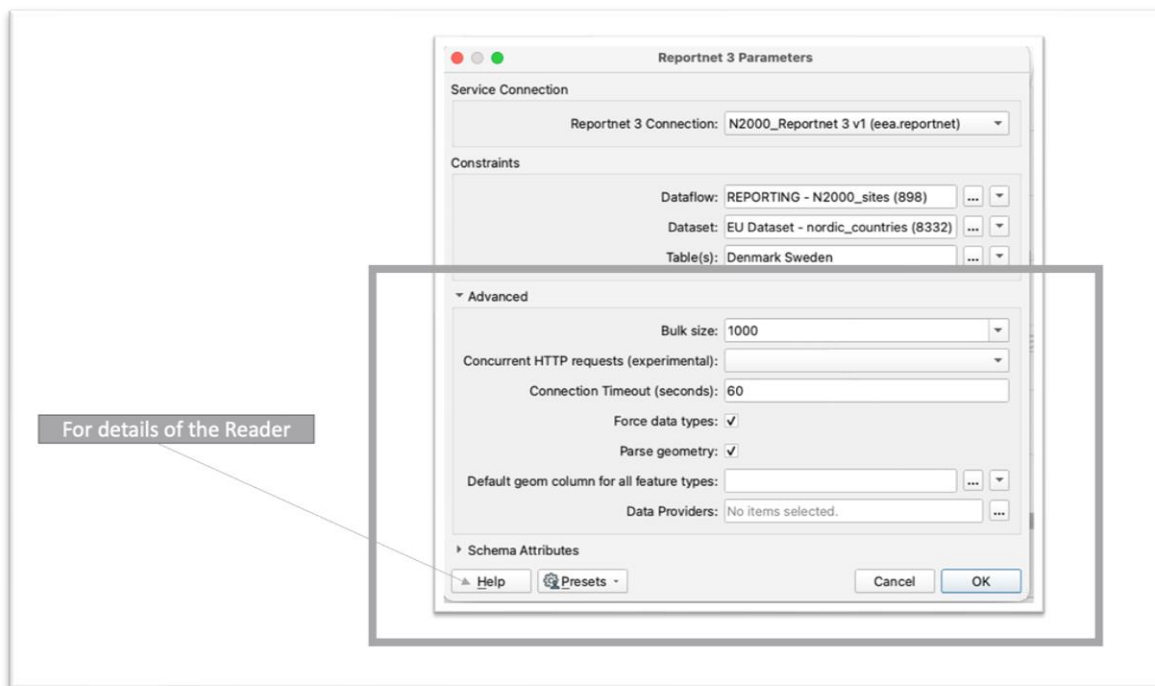 Reportnet 3 Parameters
Service Connection
Reportnet 3 Connection: N2000_Reportnet 3 v1 (eea.reportnet)
Constraints
Dataflow: REPORTING - N2000_sites (898) ...
Dataset: EU Dataset - nordic_countries (8332) ...
Table(s): Denmark Sweden ...
Advanced
Bulk size: 1000
Concurrent HTTP requests (experimental):
Connection Timeout (seconds): 60
Force data types:
For details of the Reader
Parse geometry:
Default geom column for all feature types: ...
Data Providers: No items selected. ...
Schema Attributes
Help Presets Cancel OK